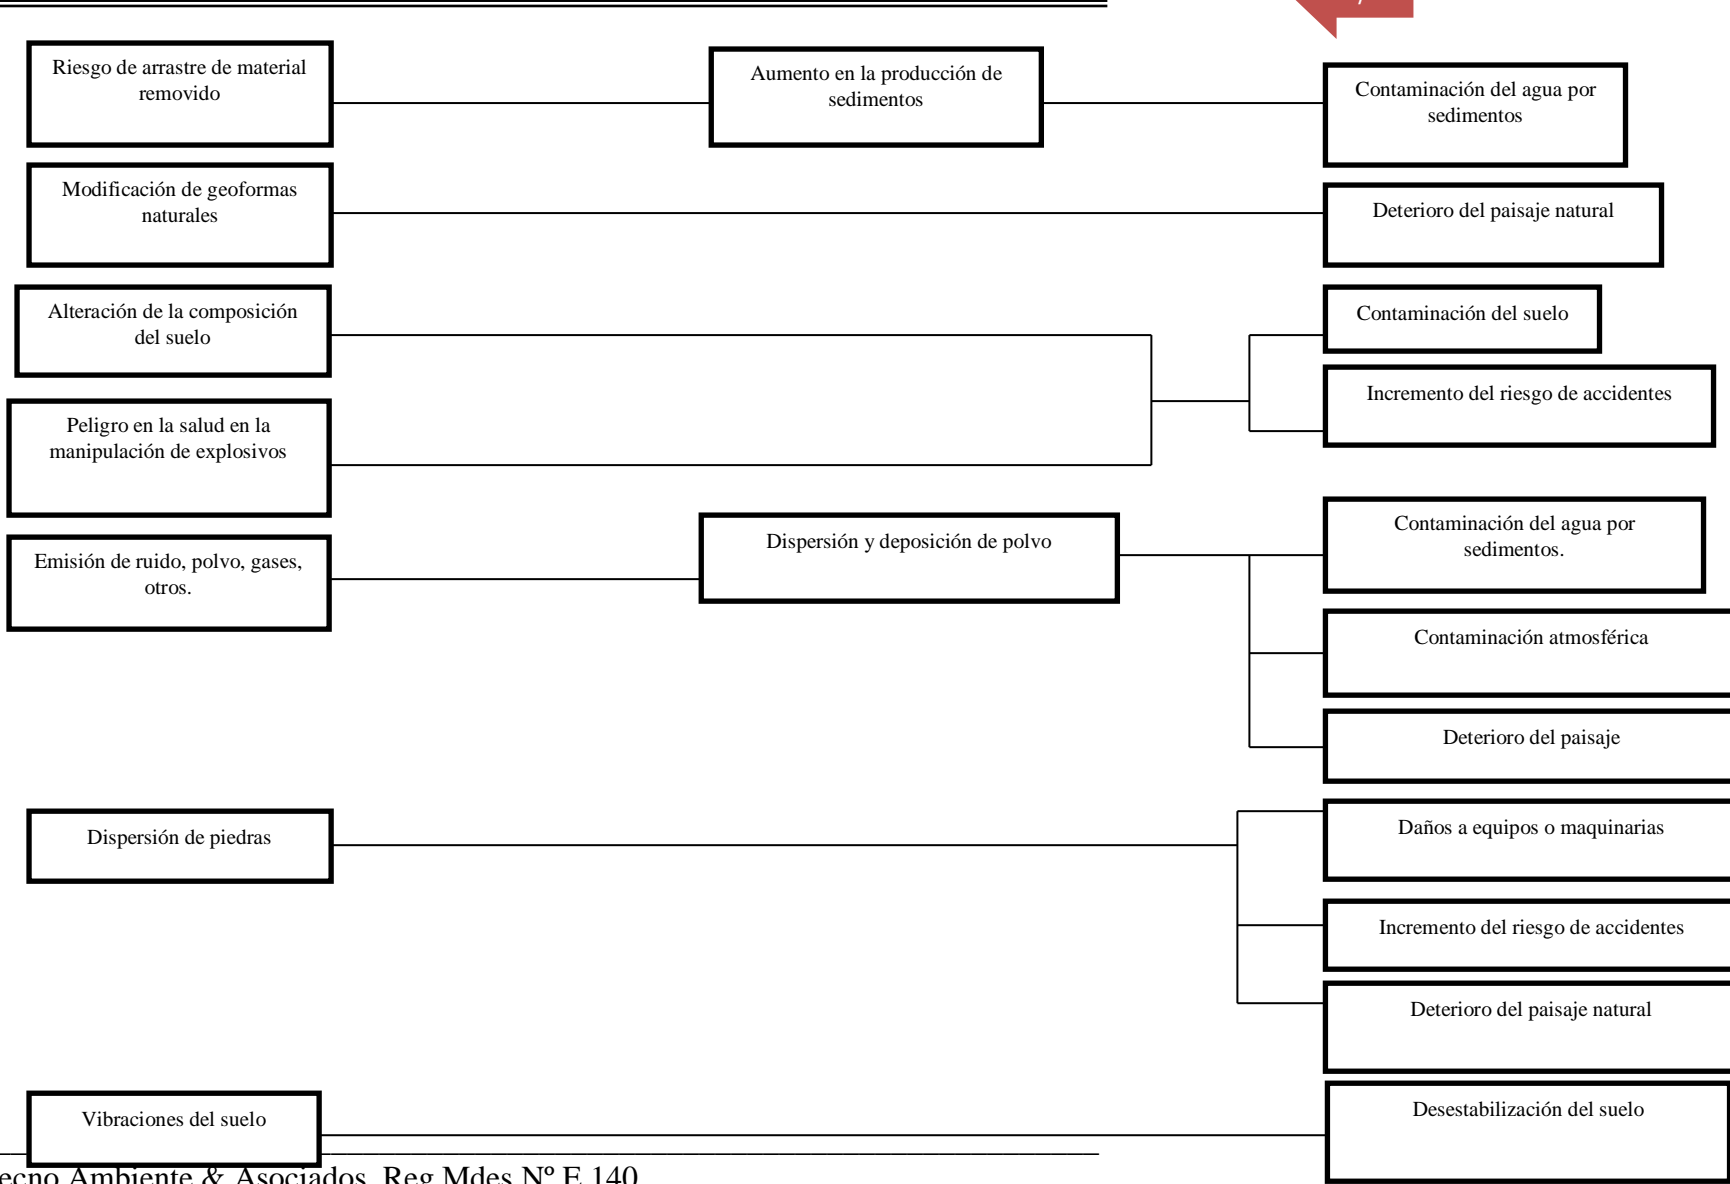 Riesgo de arrastre de material
removido
Aumento en la producción de
sedimentos
Contaminación del agua por
sedimentos
Modificación de geoformas
naturales
Deterioro del paisaje natural
Alteración de la composición
del suelo
Contaminación del suelo
Incremento del riesgo de accidentes
Peligro en la salud en la
manipulación de explosivos
Emisión de ruido, polvo, gases,
otros.
Dispersión y deposición de polvo
Contaminación del agua por
sedimentos.
Contaminación atmosférica
Deterioro del paisaje
Dispersión de piedras
Daños a equipos o maquinarias
Incremento del riesgo de accidentes
Deterioro del paisaje natural
Vibraciones del suelo
Desestabilización del suelo
ecno Ambiente & Asociados. Reg Mdes Nº E 140